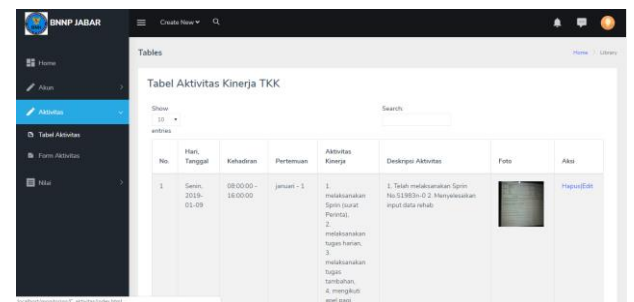 BNNP JABAR
Create New
Home
Akun
Aktivitas
Tabel Aktivitas
Form Aktivitas
Nilai
Tables
Home / Library
Tabel Aktivitas Kinerja TKK
Show
10
entries
Search:
No.
Hari,
Tanggal
Kehadiran
Pertemuan
Aktivitas
Kinerja
Deskripsi Aktivitas
Foto
Aksi
1
Senin,
2019-
01-09
08:00:00 -
16:00:00
januari - 1
1.
melaksanakan
Sprin (surat
Perinta),
2.
melaksanakan
tugas harian,
3.
melaksanakan
tugas
tambahan,
4. mengikuti
apel pagi
1. Telah melaksanakan Sprin
2. Menyelesaikan
input data rehab
Hapus|Edit